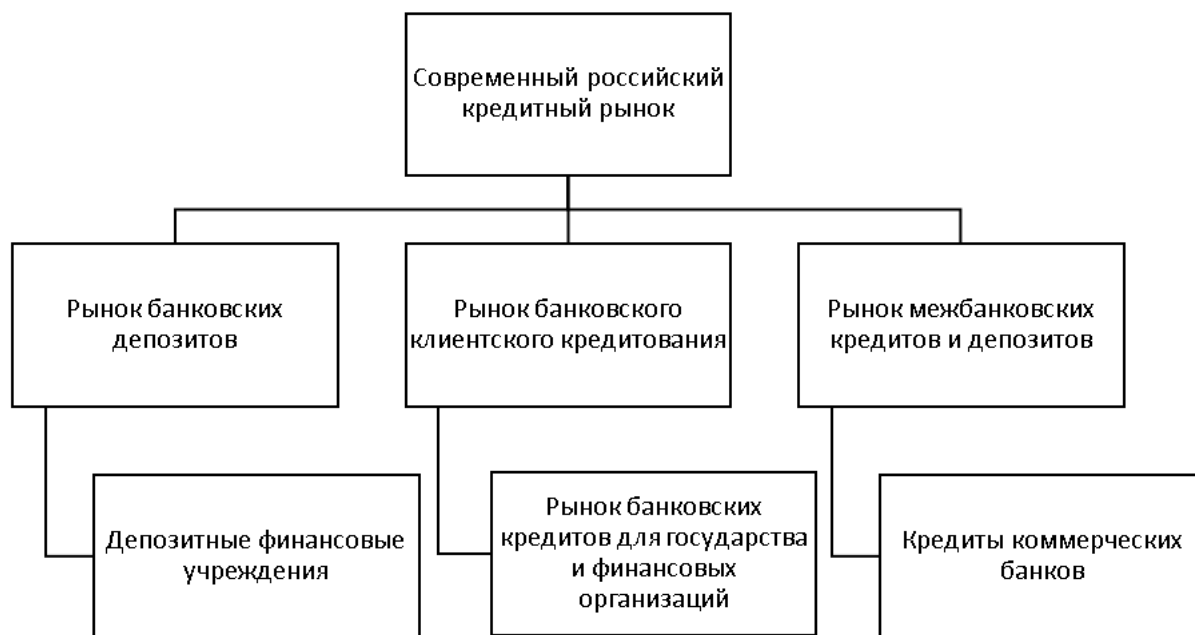 Современный российский
кредитный рынок
Рынок банковских
депозитов
Рынок банковского
клиентского кредитования
Рынок межбанковских
кредитов и депозитов
Депозитные финансовые
учреждения
Рынок банковских
кредитов для государства
и финансовых
организаций
Кредиты коммерческих
банков